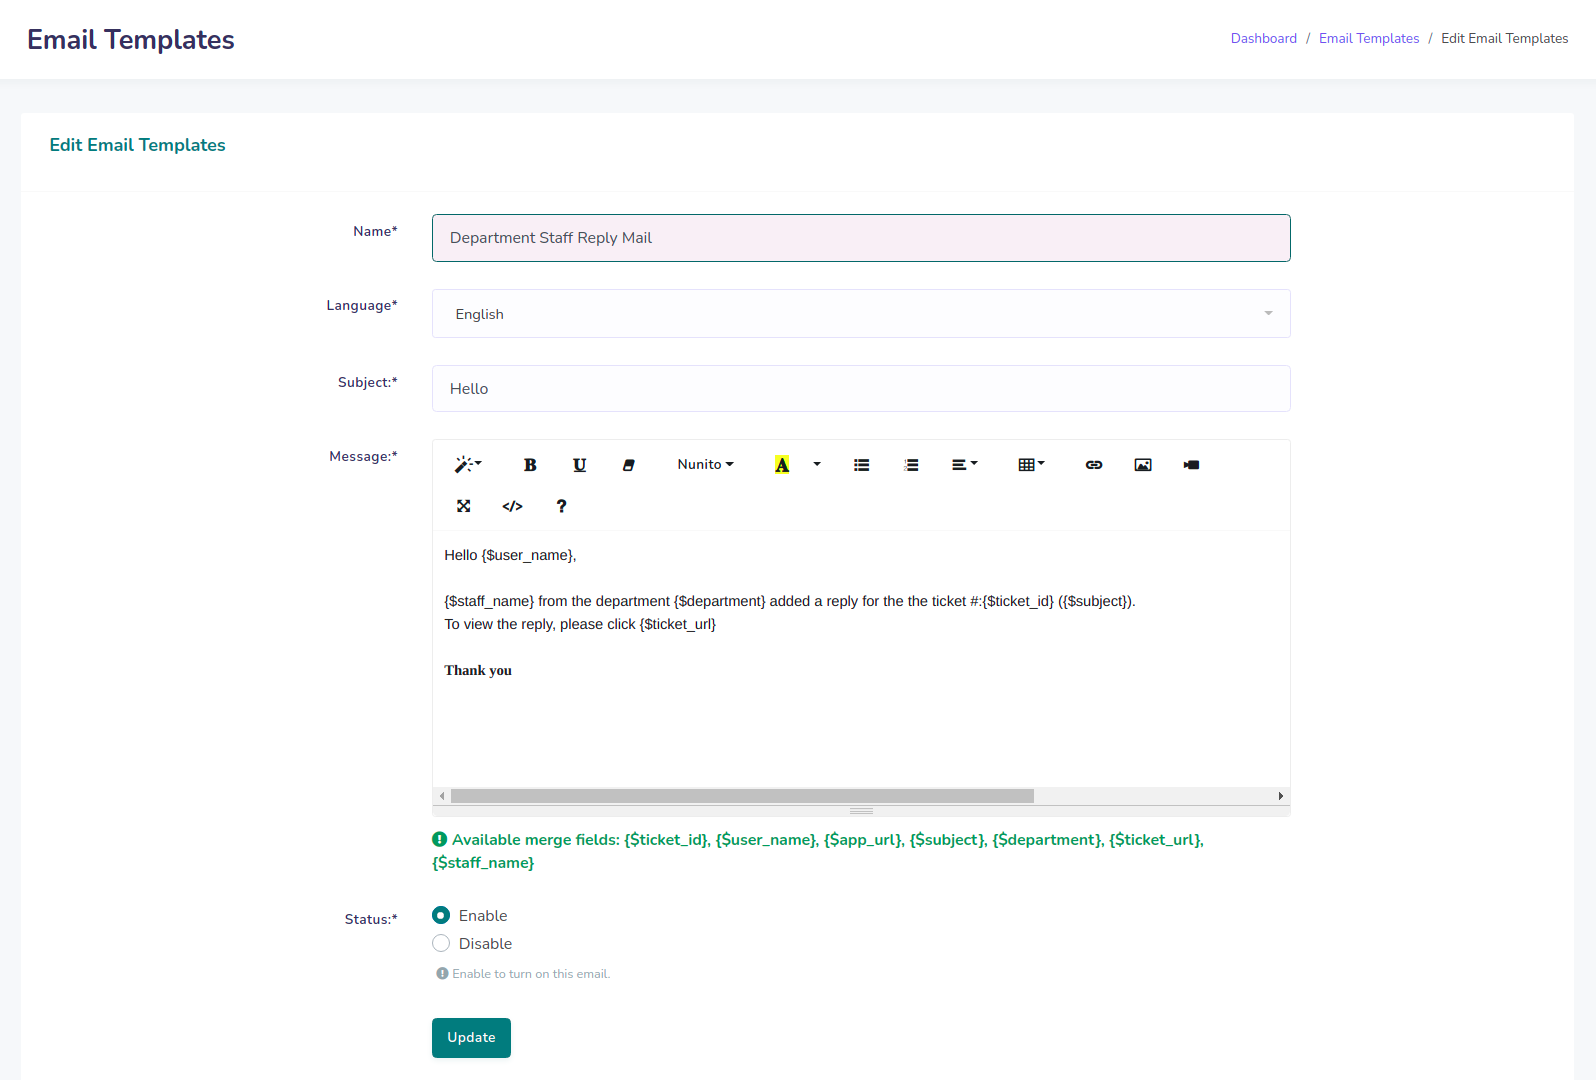 Email Templates
Dashboard / Email Templates / Edit Email Templates
Edit Email Templates
Name*
Department Staff Reply Mail
Language*
English
Subject:*
Hello
Message:*
B U Nunito A
</> ?
Hello {$user_name},
{$staff_name} from the department {$department} added a reply for the the ticket #:{$ticket_id} ({$subject}).
To view the reply, please click {$ticket_url}
Thank you
Available merge fields: {$ticket_id}, {$user_name}, {$app_url}, {$subject}, {$department}, {$ticket_url},
{$staff_name}
Status:*
Enable
Disable
Enable to turn on this email.
Update